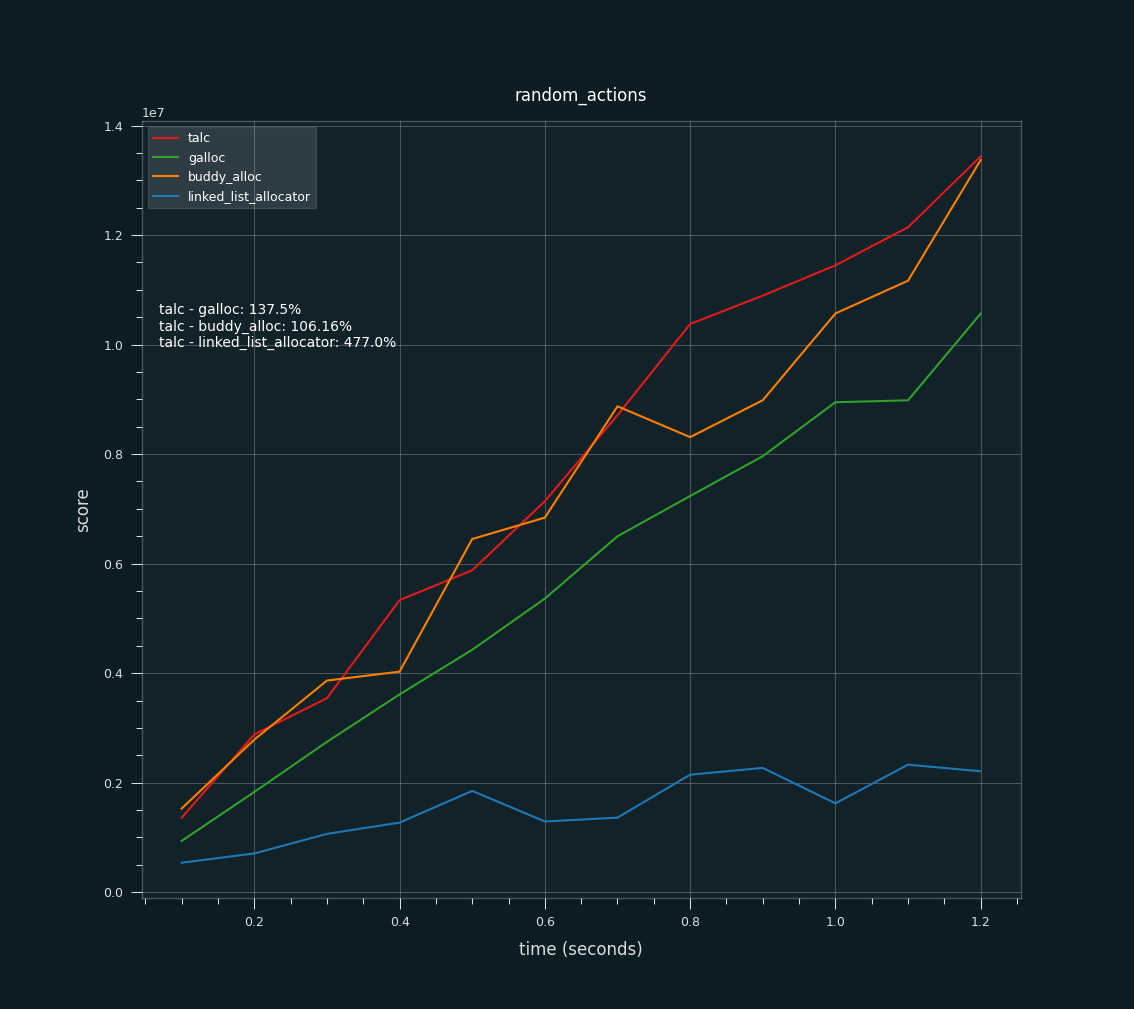 random_actions
1e7
talc
galloc
buddy_alloc
linked_list_allocator
talc - galloc: 137.5%
talc - buddy_alloc: 106.16%
talc - linked_list_allocator: 477.0%
score
1.4
1.2
1.0
0.8
0.6
0.4
0.2
0.0
0.2 0.4 0.6 0.8 1.0 1.2
time (seconds)